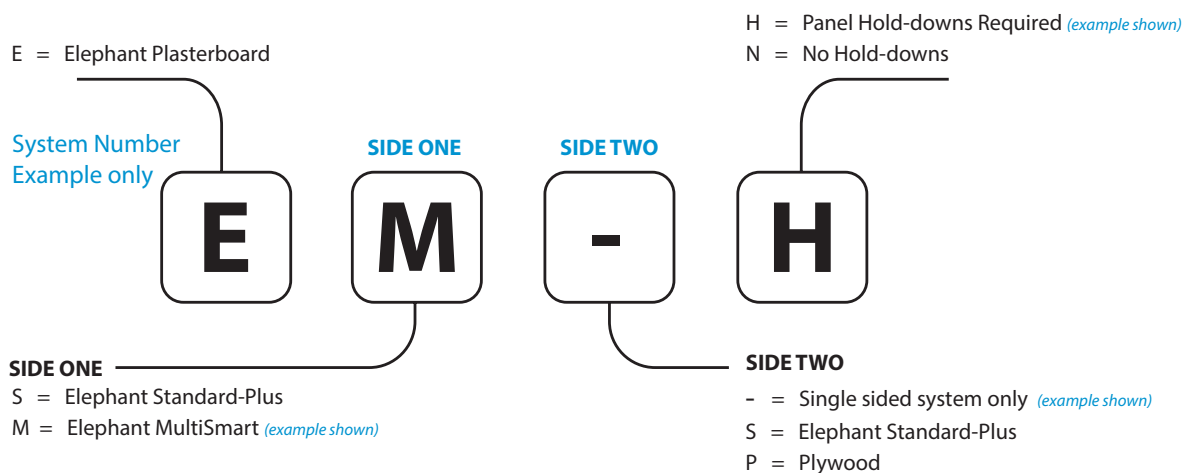 H = Panel Hold-downs Required (example shown)
E = Elephant Plasterboard
N = No Hold-downs
System Number
Example only
SIDE ONE
SIDE TWO
E M - H
SIDE ONE
S = Elephant Standard-Plus
M = Elephant MultiSmart (example shown)
SIDE TWO
- = Single sided system only (example shown)
S = Elephant Standard-Plus
P = Plywood